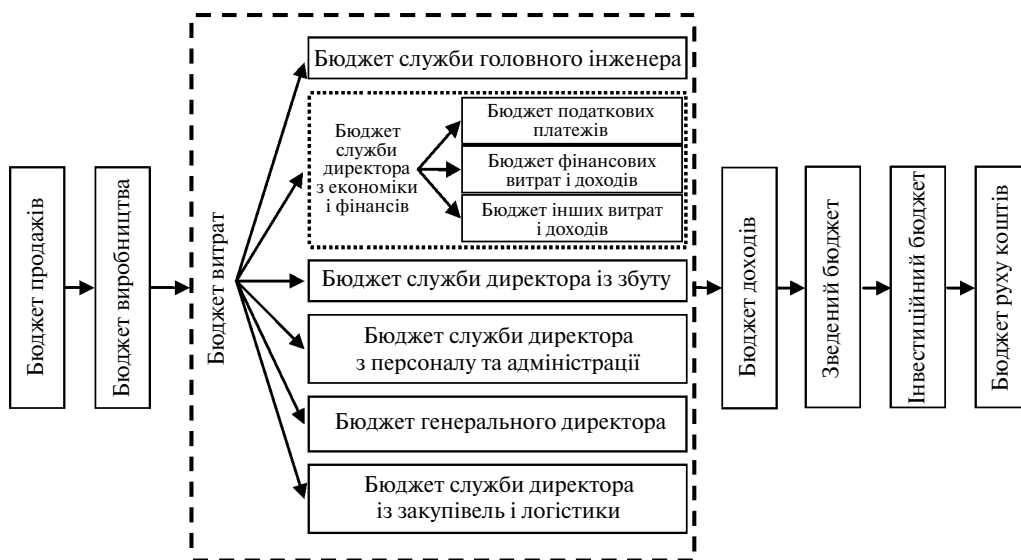 Бюджет продажів
Бюджет виробництва
Бюджет витрат
Бюджет служби головного інженера
Бюджет
служби
директора
з економіки
і фінансів
Бюджет податкових
платежів
Бюджет фінансових
витрат і доходів
Бюджет інших витрат
і доходів
Бюджет служби директора із збуту
Бюджет служби директора
з персоналу та адміністрації
Бюджет генерального директора
Бюджет служби директора
із закупівель і логістики
Бюджет доходів
Зведений бюджет
Інвестиційний бюджет
Бюджет руху коштів